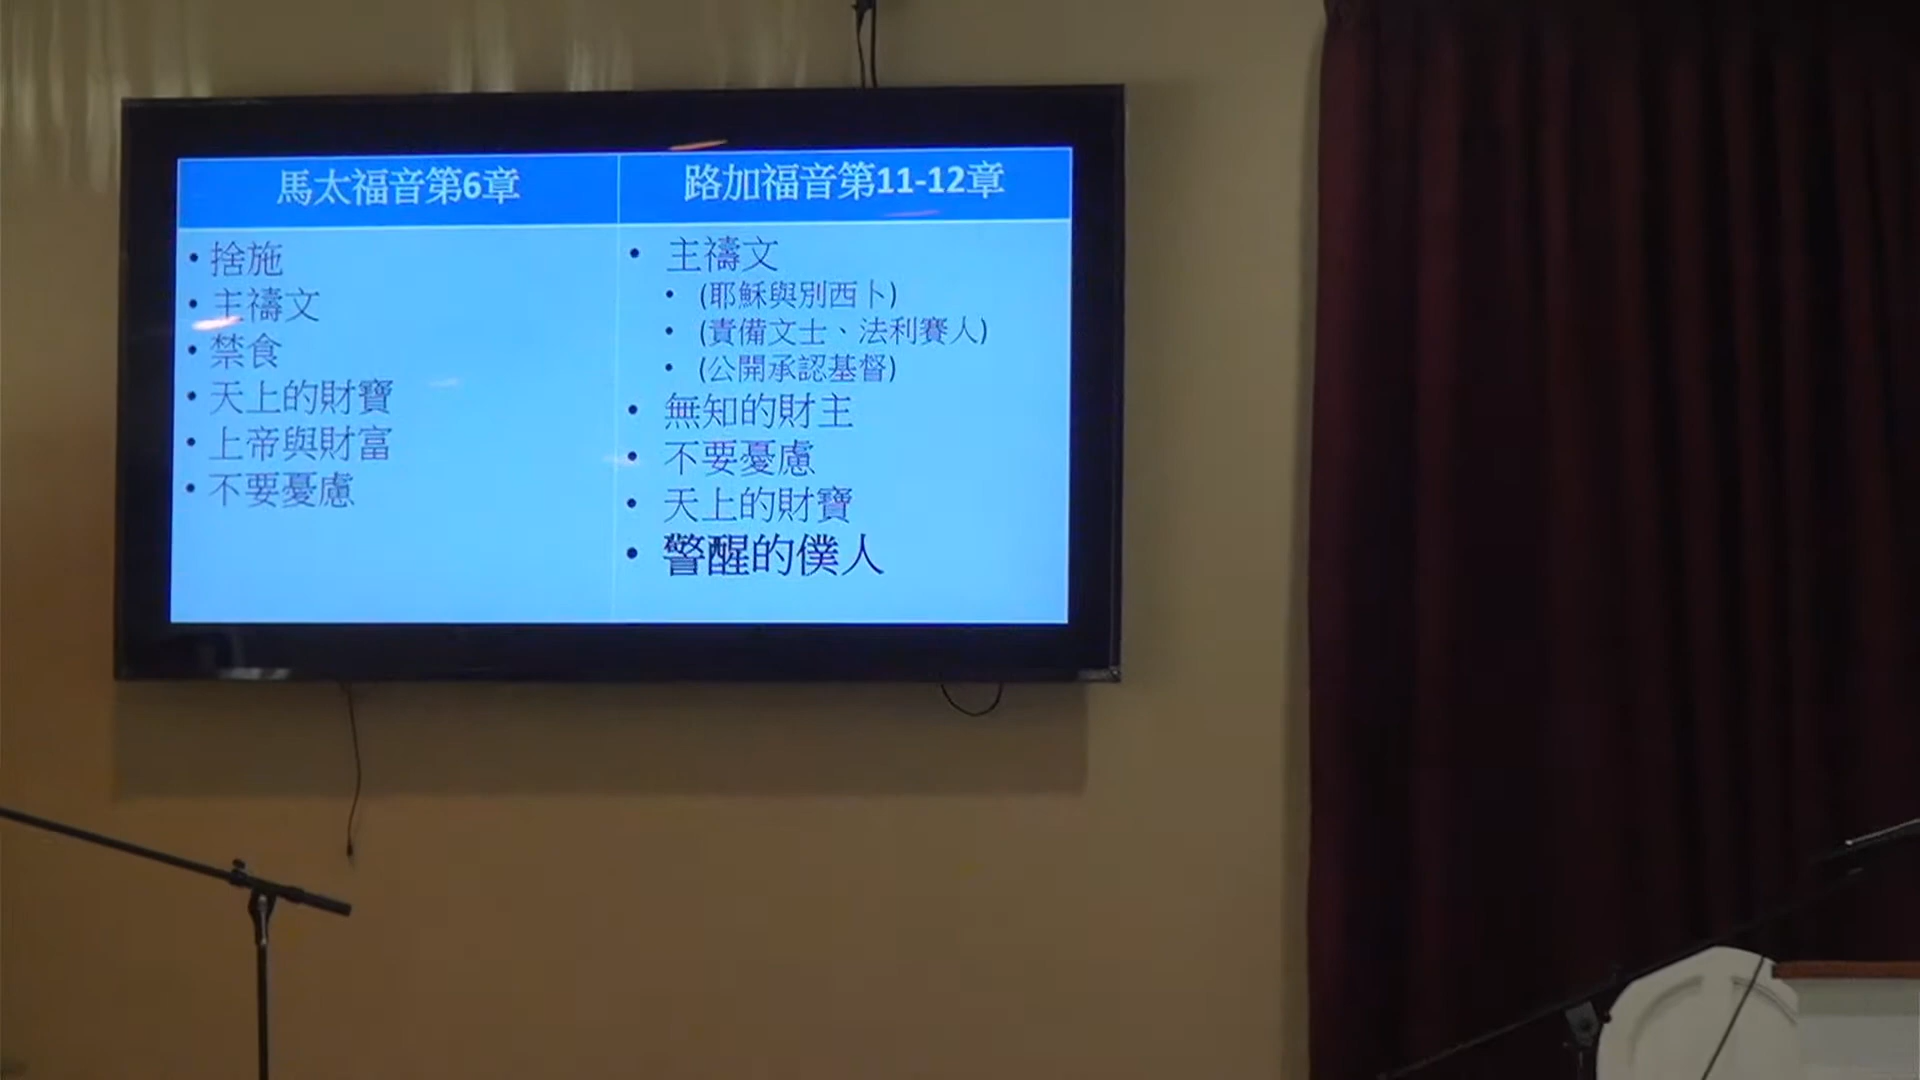 馬太福音第6章
• 捨施
• 主禱文
• 禁食
• 天上的財寶
• 上帝與財富
• 不要憂慮
路加福音第11-12章
• 主禱文
• (耶穌與別西卜)
• (責備文士、法利賽人)
• (公開承認基督)
• 無知的財主
• 不要憂慮
• 天上的財寶
• 警醒的僕人